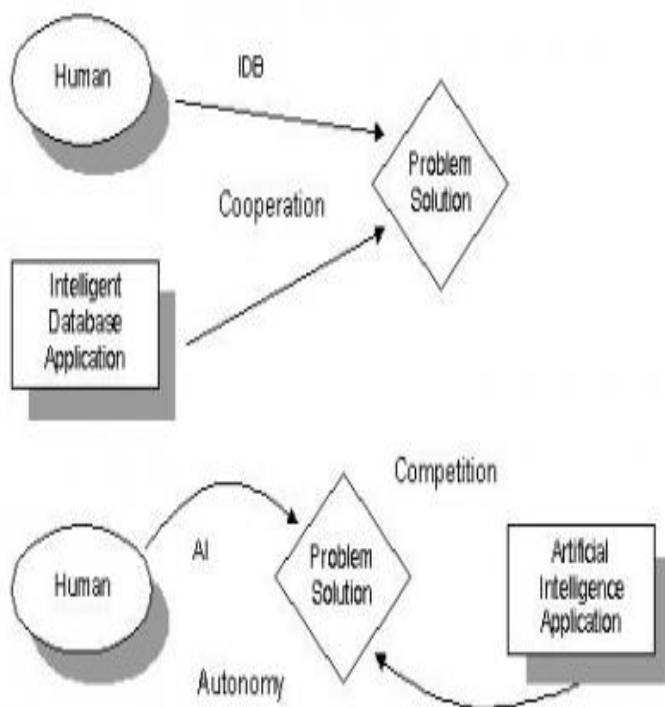 Human
IDB
Problem
Solution
Cooperation
Intelligent
Database
Application
Competition
Human
AI
Problem
Solution
Artificial
Intelligence
Application
Autonomy